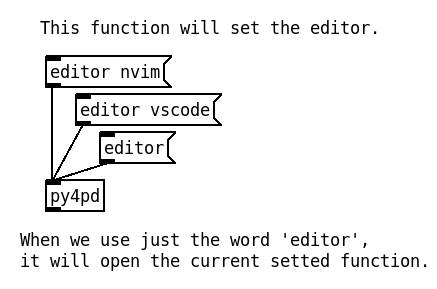 This function will set the editor.
editor nvim
editor vscode
editor
py4pd
When we use just the word 'editor',
it will open the current setted function.